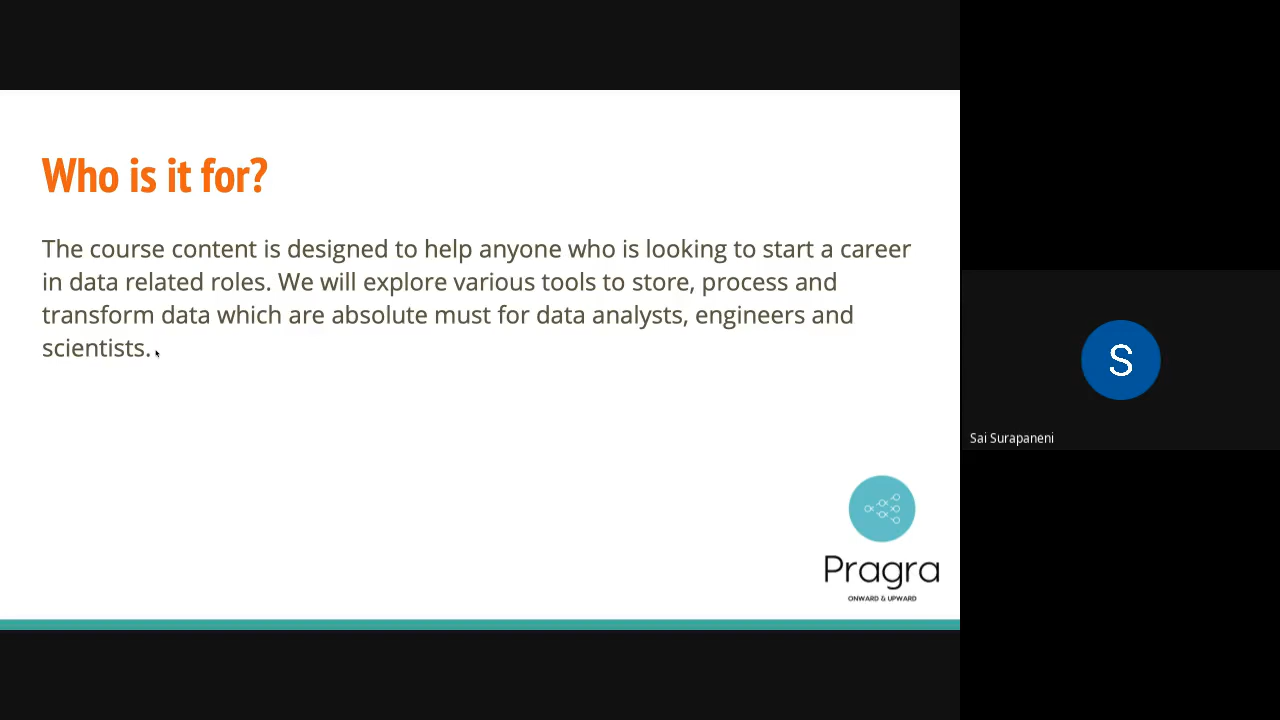 Who is it for?
The course content is designed to help anyone who is looking to start a career
in data related roles. We will explore various tools to store, process and
transform data which are absolute must for data analysts, engineers and
scientists.
S
Sai Surapaneni
Pragra
ONWARD & UPWARD